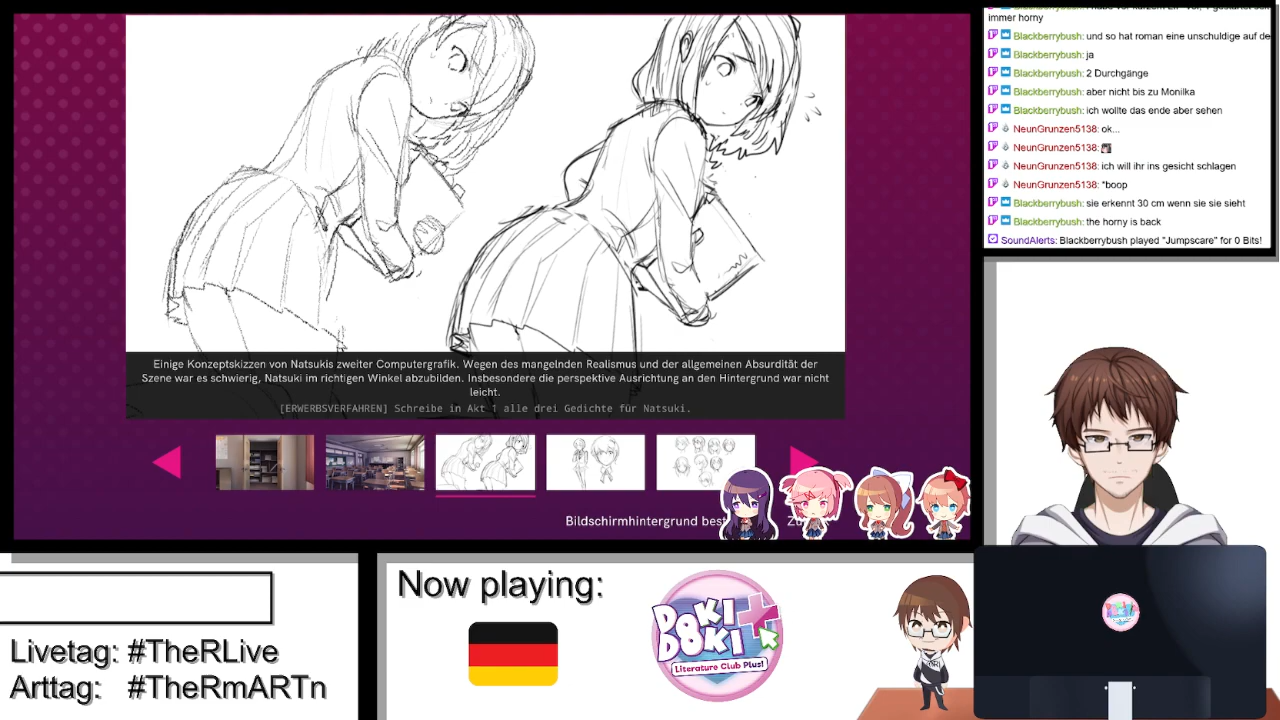 immer horny
Blackberrybush: und so hat roman eine unschuldige auf de
Blackberrybush: ja
Blackberrybush: 2 Durchgänge
Blackberrybush: aber nicht bis zu Monilka
Blackberrybush: ich wollte das ende aber sehen
NeunGrunzen5138: ok...
NeunGrunzen5138:
NeunGrunzen5138: ich will ihr ins gesicht schlagen
NeunGrunzen5138: *boop
Blackberrybush: sie erkennt 30 cm wenn sie sie sieht
Blackberrybush: the horny is back
SoundAlerts: Blackberrybush played "Jumpscare" for 0 Bits!
Einige Konzeptskizzen von Natsukis zweiter Computergrafik. Wegen des mangelnden Realismus und der allgemeinen Absurdität der
Szene war es schwierig, Natsuki im richtigen Winkel abzubilden. Insbesondere die perspektive Ausrichtung an den Hintergrund war nicht
leicht.
[ERWERBSVERFAHREN] Schreibe in Akt 1 alle drei Gedichte für Natsuki.
Bildschirmhintergrund best
Now playing:
DOKI DOKI
Literature Club Plus!
Livetag: #TheRLive
Arttag: #TheRmARTn